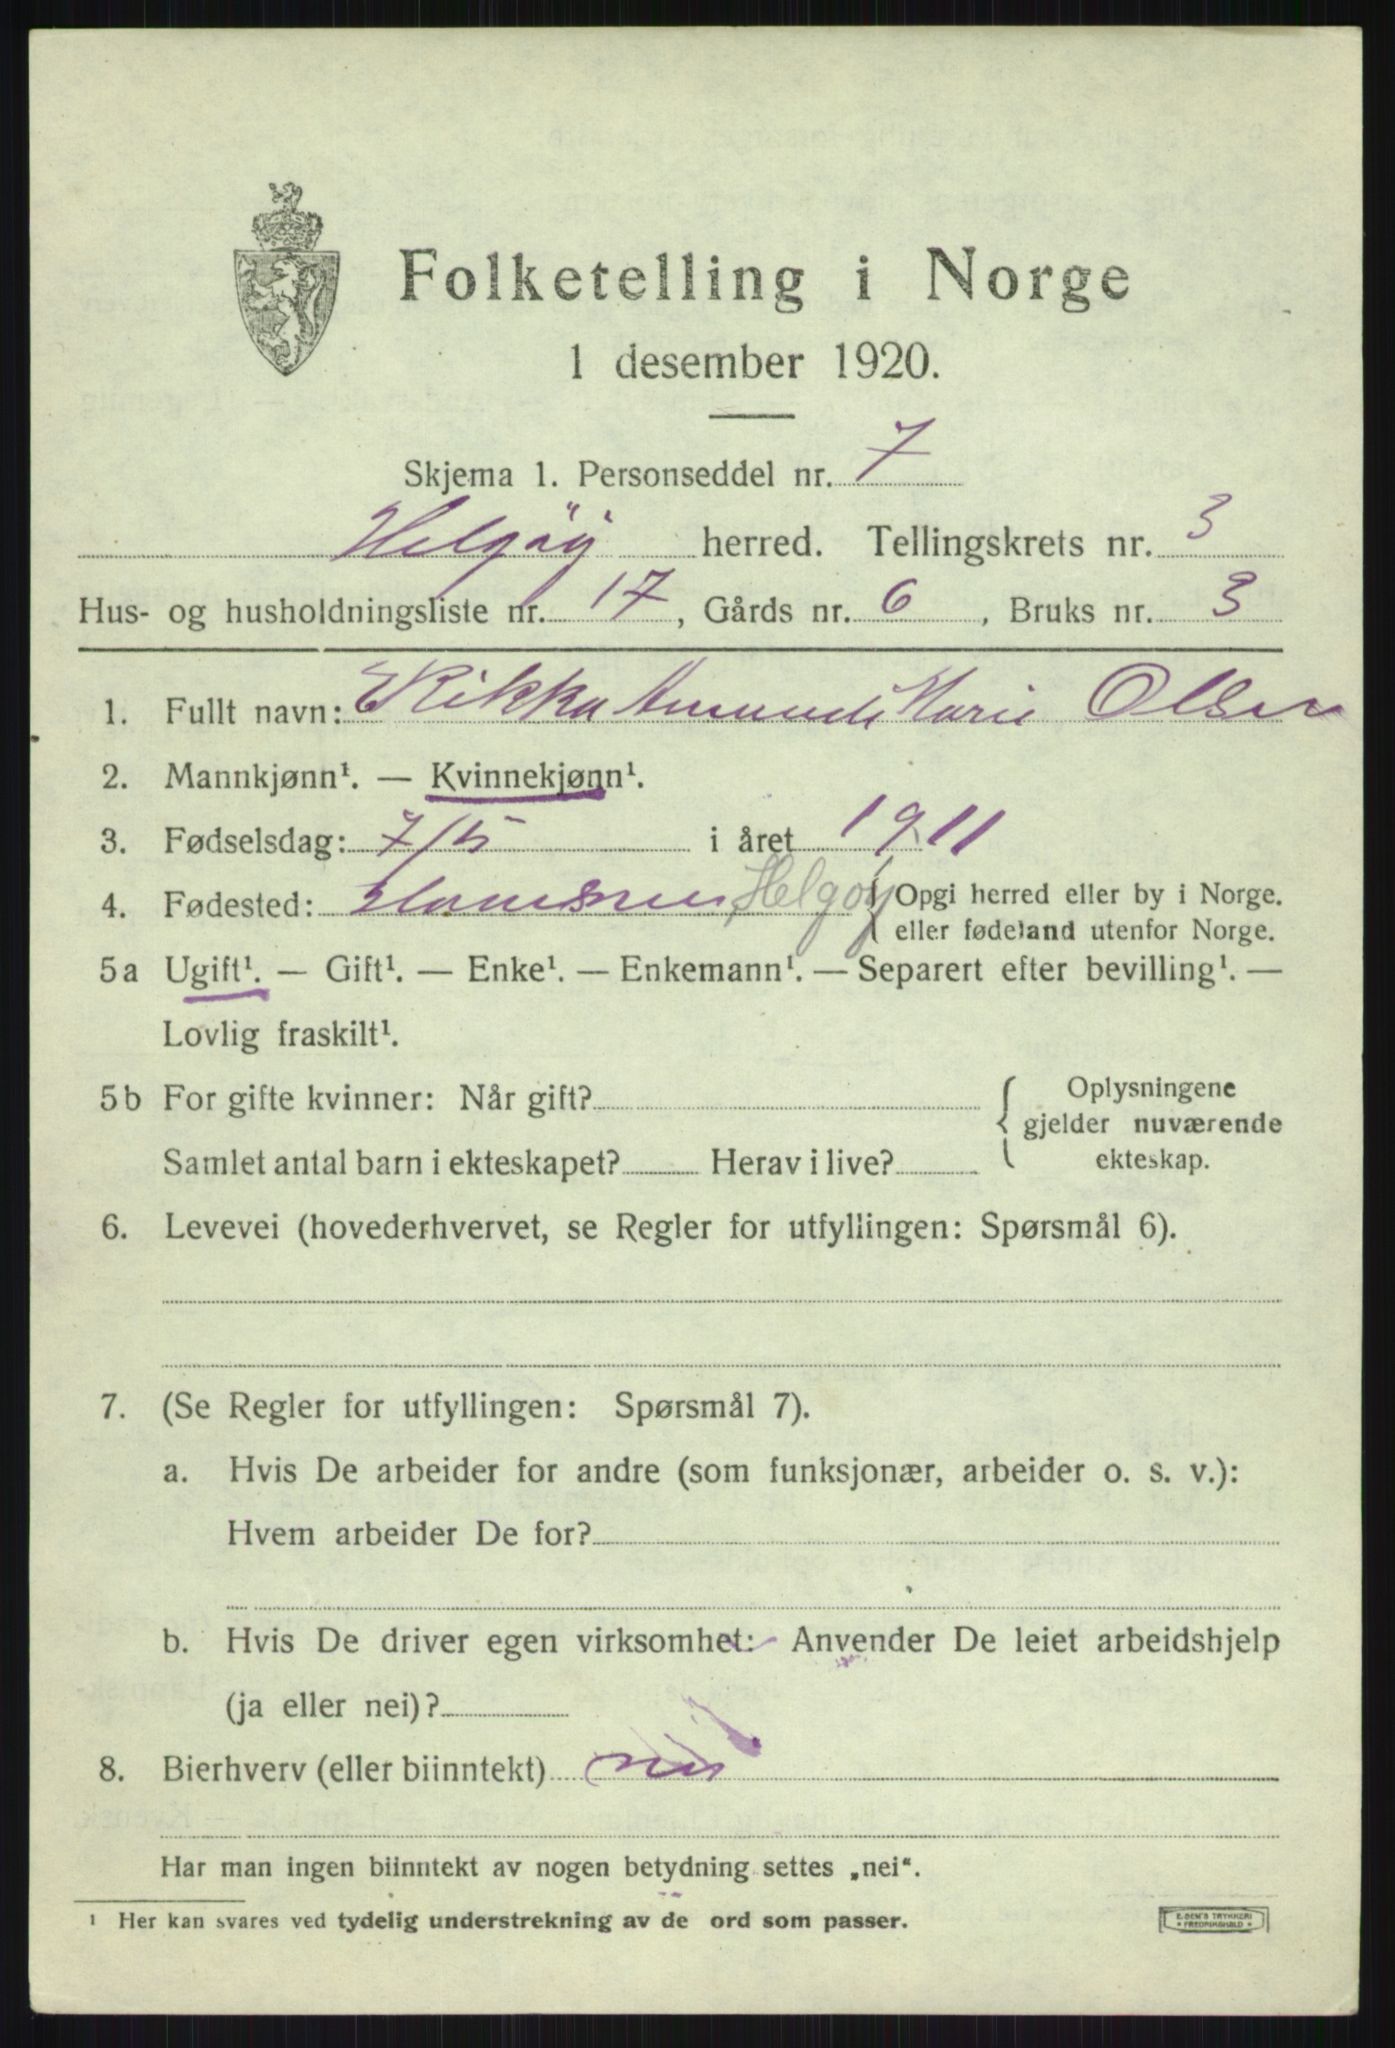 Folketelling i Norge
1 desember 1920.
Skjema 1. Personseddel nr. 7
Helgöy herred. Tellingskrets nr. 3
Hus- og husholdningsliste nr. 17, Gårds nr. 6, Bruks nr. 3
1. Fullt navn: Rikka Marie Olsen
2. Mannkjønn¹. — Kvinnekjønn¹.
3. Fødselsdag: 7/5 i året 1911
4. Fødested: Helgøy { Opgi herred eller by i Norge.
eller fødeland utenfor Norge.
5a Ugift¹. — Gift¹. — Enke¹. — Enkemann¹. — Separert efter bevilling¹. —
Lovlig fraskilt¹.
5b For gifte kvinner: Når gift? { Oplysningene
gjelder nuværende
ekteskap.
Samlet antal barn i ekteskapet? Herav i live?
6. Levevei (hovederhvervet, se Regler for utfyllingen: Spørsmål 6).
7. (Se Regler for utfyllingen: Spørsmål 7).
a. Hvis De arbeider for andre (som funksjonær, arbeider o. s. v.):
Hvem arbeider De for?
b. Hvis De driver egen virksomhet: Anvender De leiet arbeidshjelp
(ja eller nei)?
8. Bierhverv (eller biinntekt) nei
Har man ingen biinntekt av nogen betydning settes „nei“.
¹ Her kan svares ved tydelig understrekning av de ord som passer.
E. SEM'S TRYKKERI
* FREDRIKSHALD *